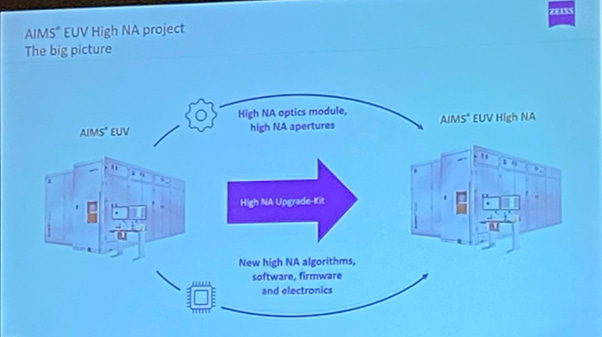 AIMS® EUV High NA project
The big picture
ZEISS
High NA optics module,
high NA apertures
AIMS® EUV
AIMS® EUV High NA
High NA Upgrade-Kit
New high NA algorithms,
software, firmware
and electronics